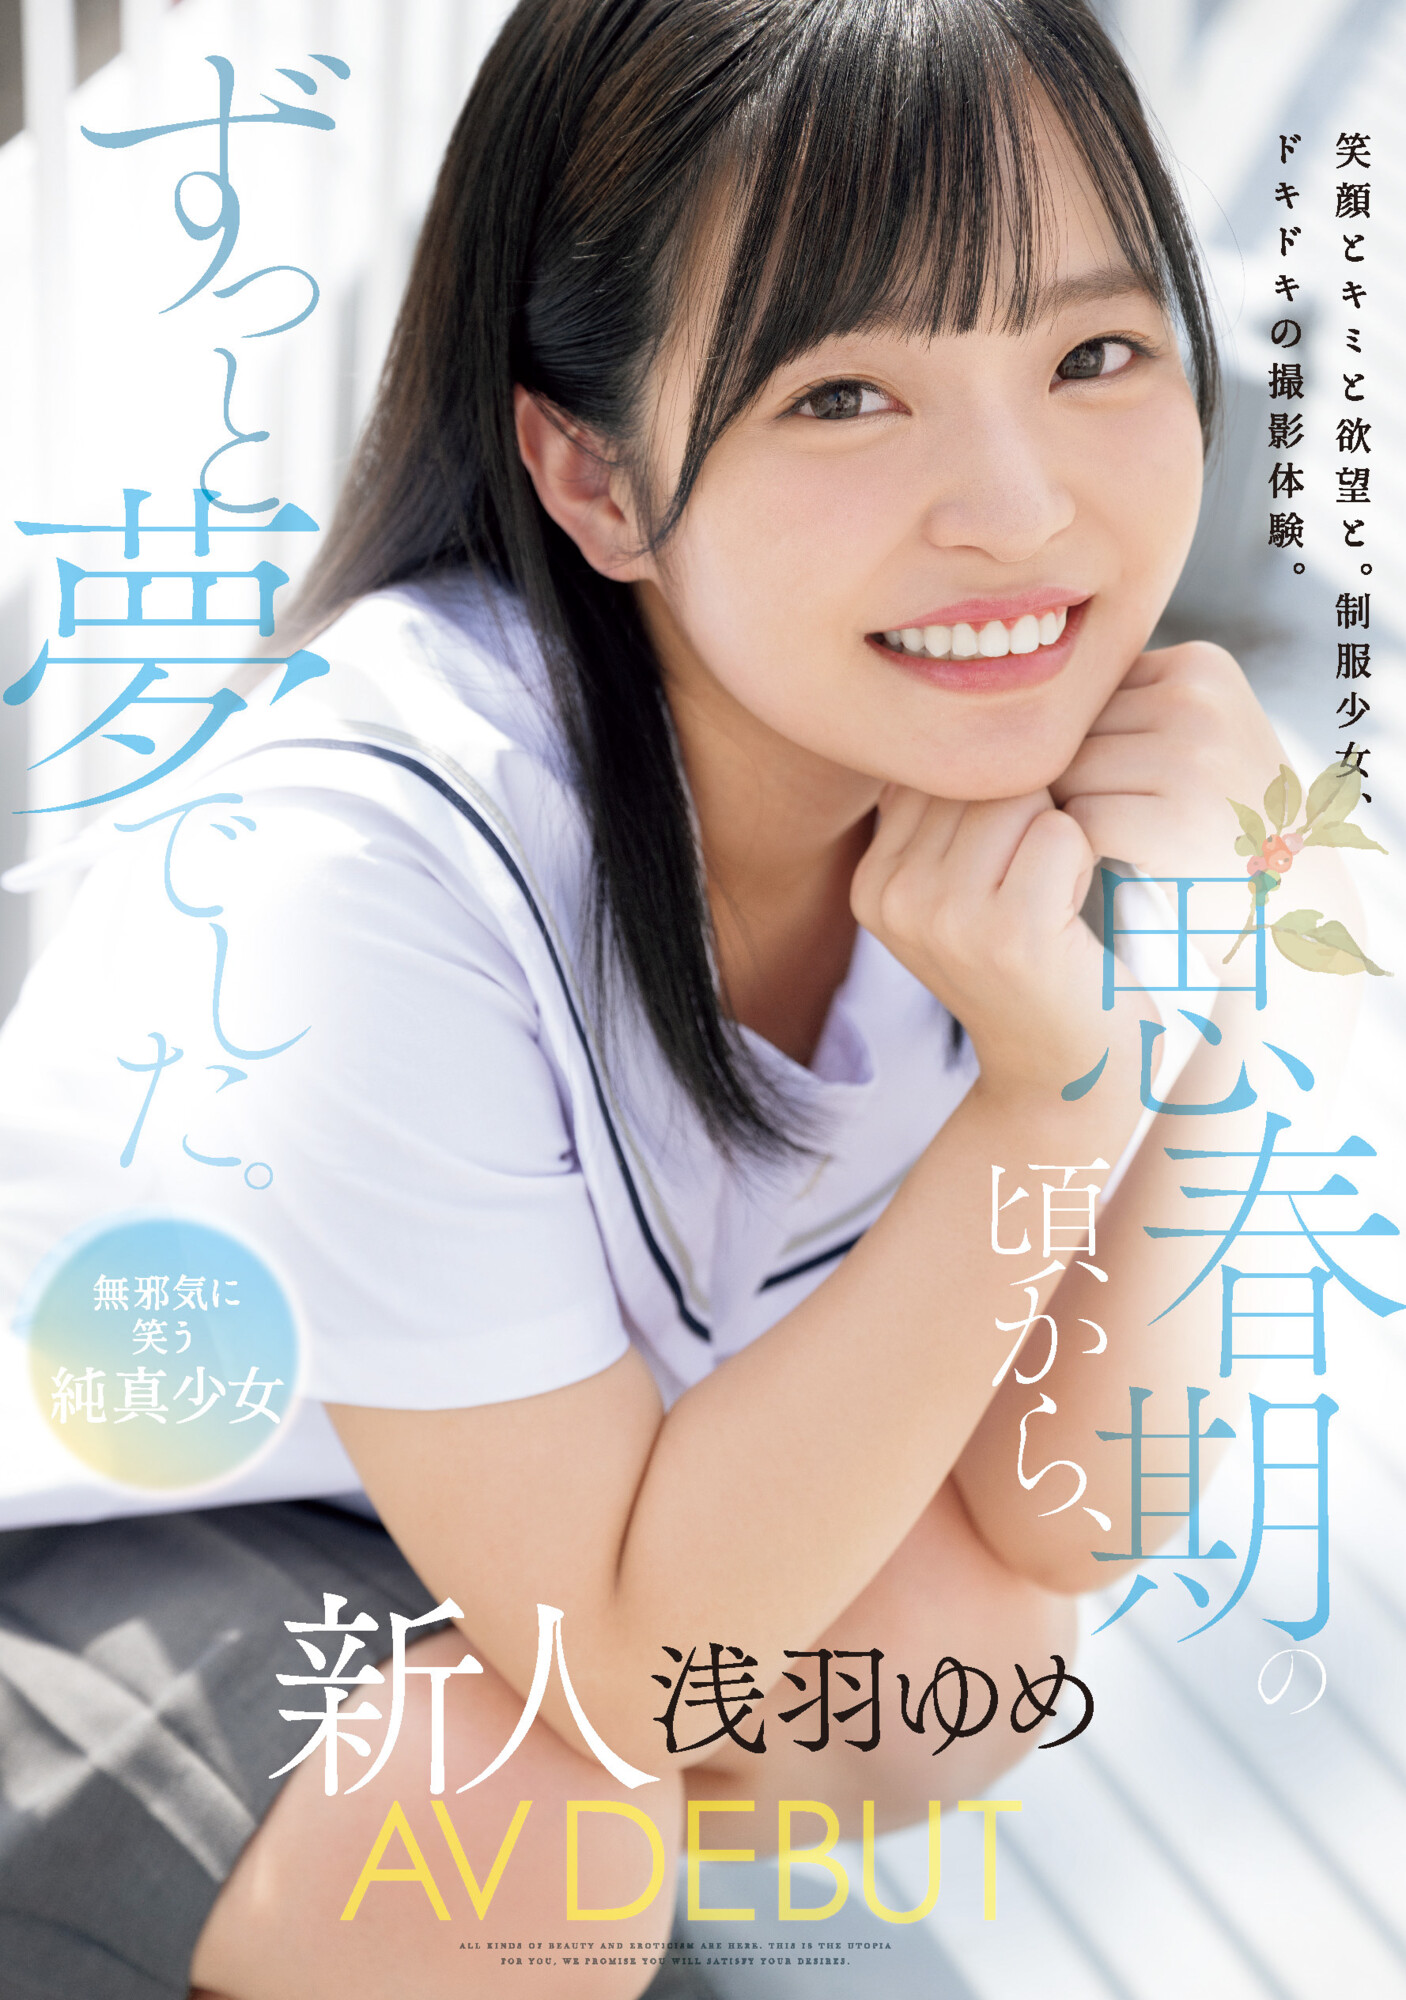 笑顔とキミと欲望と。制服少女、
ドキドキの撮影体験。
思春期の
頃から、
ずっと夢でした。
無邪気に
笑う
純真少女
新人 浅羽ゆめ
AV DEBUT
ALL KINDS OF BEAUTY AND EROTICISM ARE HERE. THIS IS THE UTOPIA
FOR YOU, WE PROMISE YOU WILL SATISFY YOUR DESIRES.